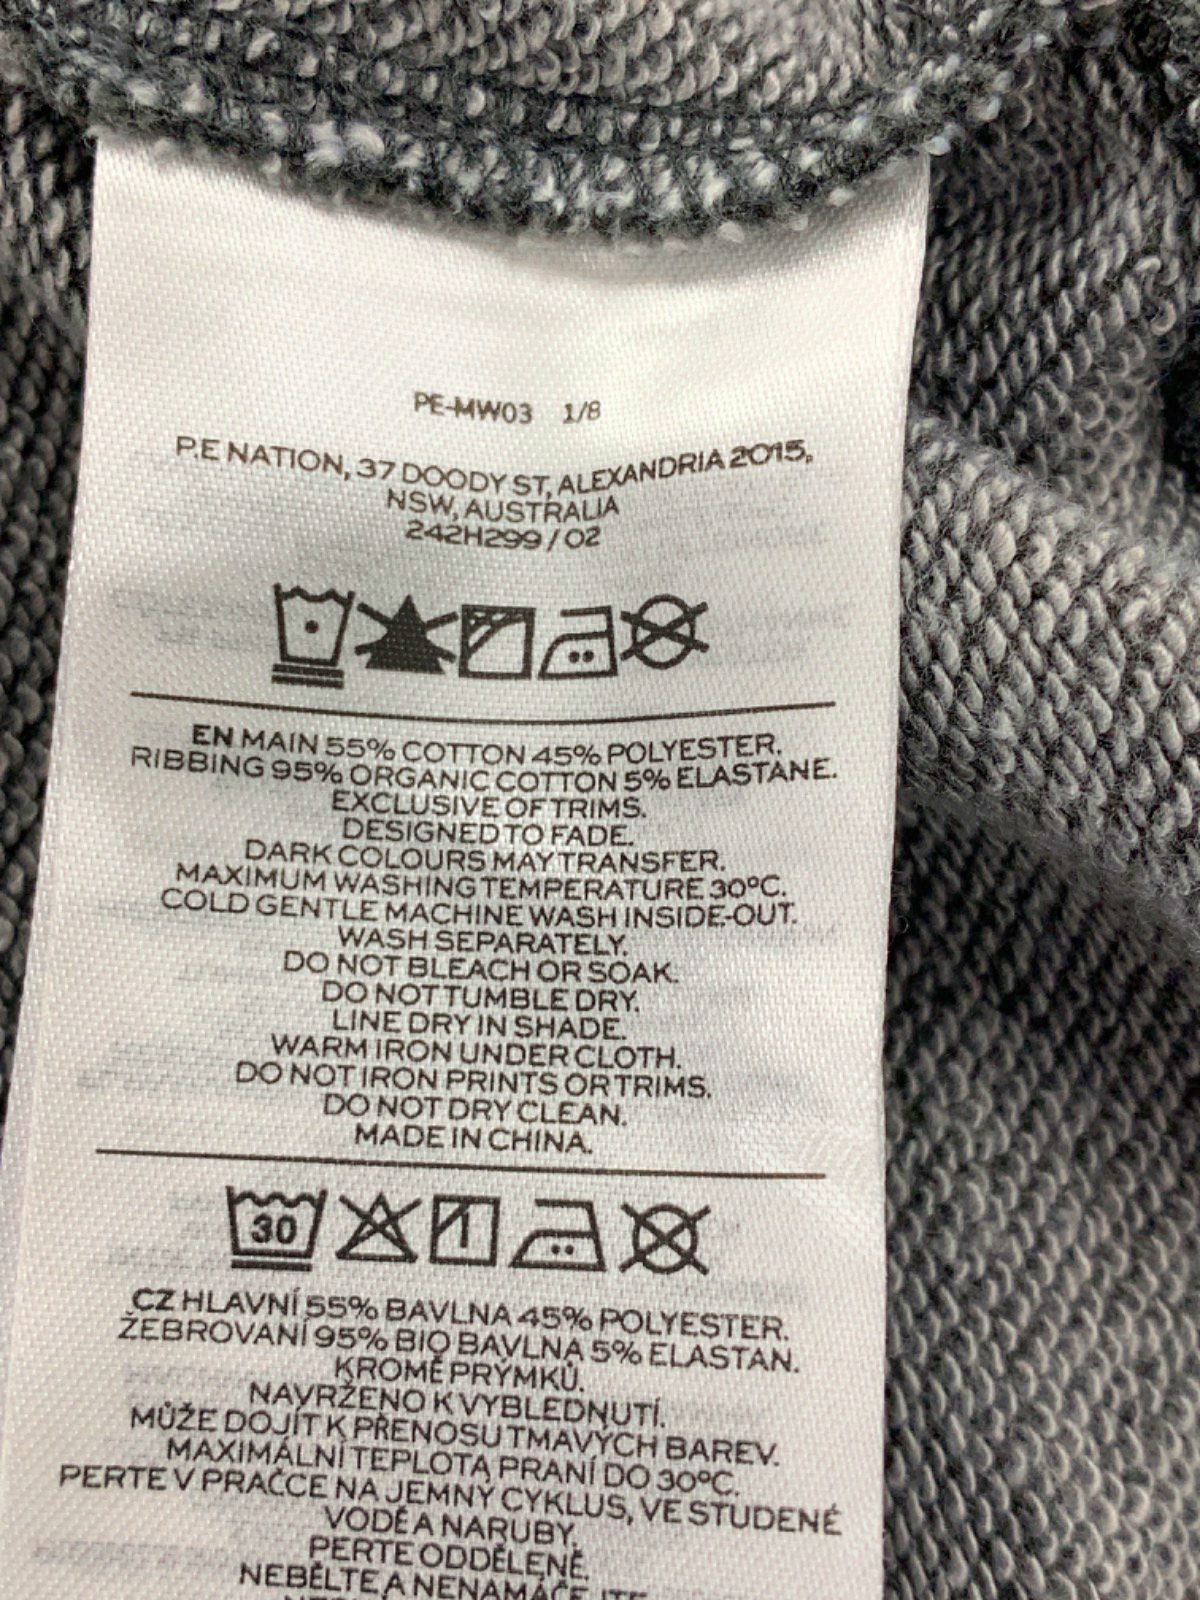 PE-MW03 1/8
P.E NATION, 37 DOODY ST, ALEXANDRIA 2015,
NSW, AUSTRALIA
242H299 / 02
EN MAIN 55% COTTON 45% POLYESTER.
RIBBING 95% ORGANIC COTTON 5% ELASTANE.
EXCLUSIVE OF TRIMS.
DESIGNED TO FADE.
DARK COLOURS MAY TRANSFER.
MAXIMUM WASHING TEMPERATURE 30ºC.
COLD GENTLE MACHINE WASH INSIDE-OUT.
WASH SEPARATELY.
DO NOT BLEACH OR SOAK.
DO NOT TUMBLE DRY.
LINE DRY IN SHADE.
WARM IRON UNDER CLOTH.
DO NOT IRON PRINTS OR TRIMS.
DO NOT DRY CLEAN.
MADE IN CHINA.
30
CZ HLAVNÍ 55% BAVLNA 45% POLYESTER.
ŽEBROVANÍ 95% BIO BAVLNA 5% ELASTAN.
KROMĚ PRÝMKŮ.
NAVRŽENO K VYBLEDNUTÍ.
MŮŽE DOJÍT K PŘENOSU TMAVÝCH BAREV.
MAXIMÁLNÍ TEPLOTA PRANÍ DO 30ºC.
PERTE V PRAČCE NA JEMNÝ CYKLUS, VE STUDENÉ
VODĚ A NARUBY.
PERTE ODDĚLENĚ.
NEBĚLTE A